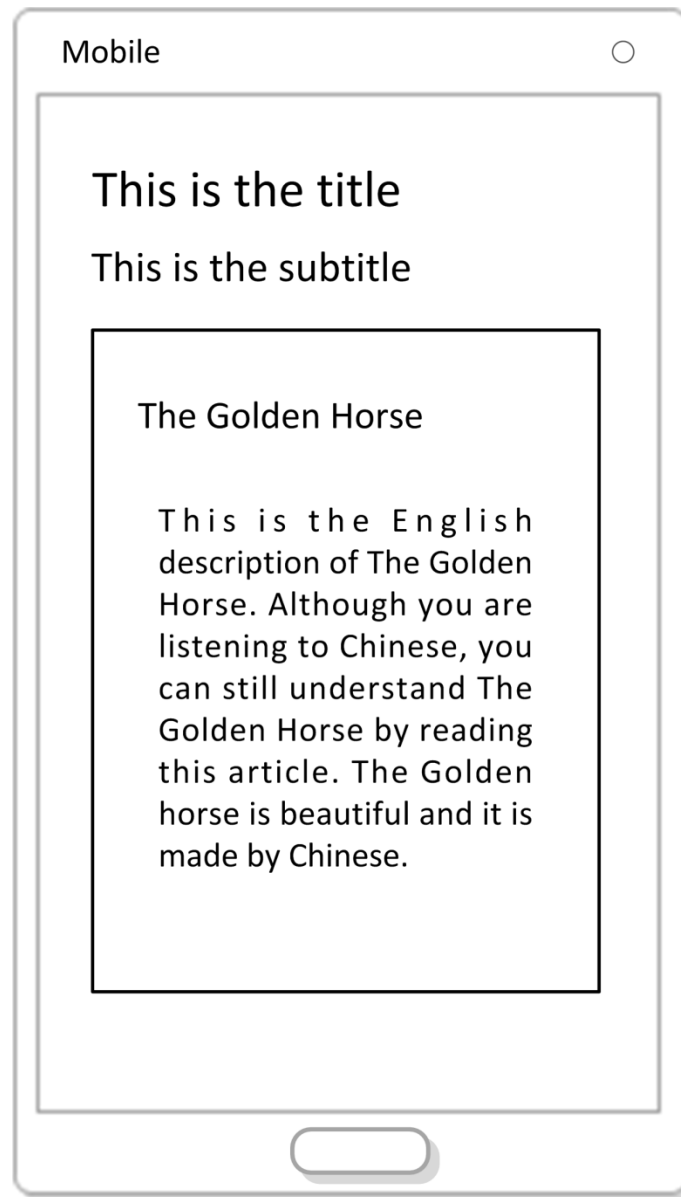 Mobile
This is the title
This is the subtitle
The Golden Horse
This is the English
description of The Golden
Horse. Although you are
listening to Chinese, you
can still understand The
Golden Horse by reading
this article. The Golden
horse is beautiful and it is
made by Chinese.